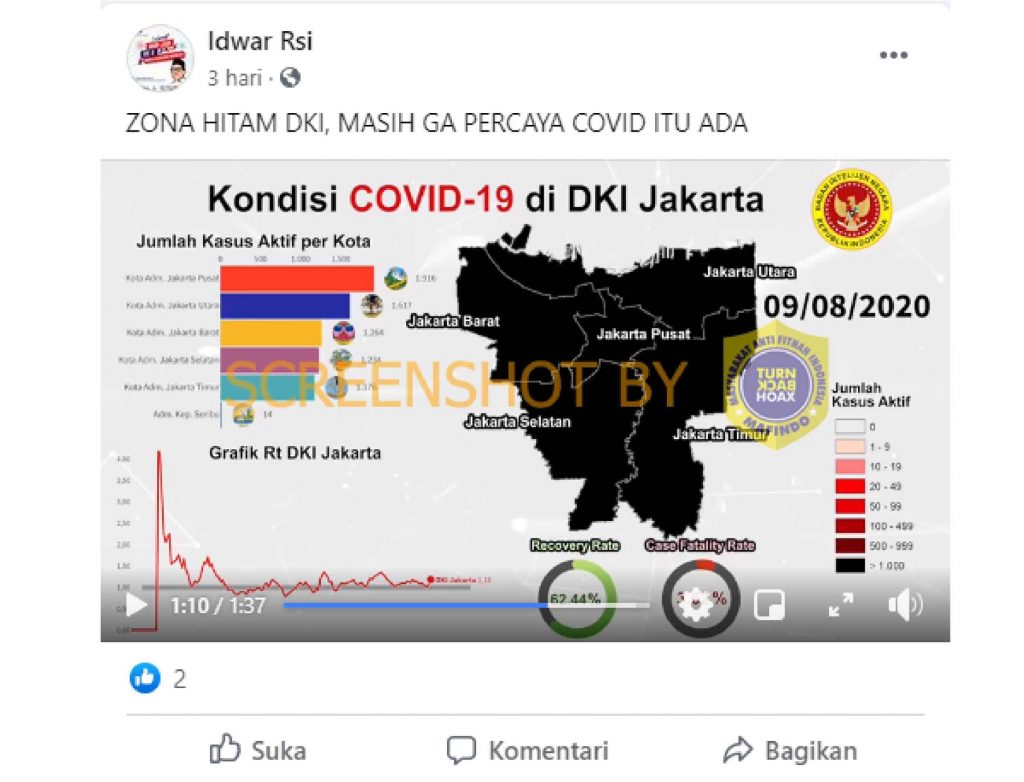 Idwar Rsi
3 hari ·
ZONA HITAM DKI, MASIH GA PERCAYA COVID ITU ADA
Kondisi COVID-19 di DKI Jakarta
BADAN INTELIJEN NEGARA
REPUBLIK INDONESIA
Jumlah Kasus Aktif per Kota
0 500 1.000 1.500
Kota Adm. Jakarta Pusat 1.916
Kota Adm. Jakarta Utara 1.617
Kota Adm. Jakarta Barat 1.264
Kota Adm. Jakarta Selatan 1.234
Kota Adm. Jakarta Timur 1.176
Adm. Kep. Seribu 14
Jakarta Utara
Jakarta Barat
Jakarta Pusat
Jakarta Selatan
Jakarta Timur
09/08/2020
SCREENSHOT BY
MASYARAKAT ANTI FITNAH INDONESIA
TURN
BACK
HOAX
MAFINDO
Jumlah
Kasus Aktif
0
1 - 9
10 - 19
20 - 49
50 - 99
100 - 499
500 - 999
> 1.000
Grafik Rt DKI Jakarta
4,00
3,50
3,00
2,50
2,00
1,50
1,00
0,50
0,00
DKI Jakarta
Recovery Rate
62.44%
Case Fatality Rate
%
1:10 / 1:37
2
Suka
Komentari
Bagikan